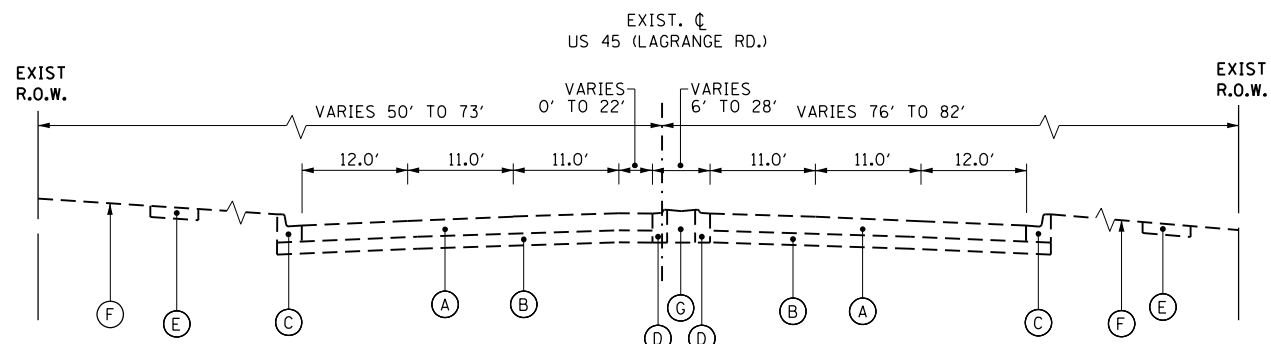 EXIST. ℄
US 45 (LAGRANGE RD.)
EXIST
R.O.W.
EXIST
R.O.W.
VARIES
0' TO 22'
VARIES
6' TO 28'
VARIES 50' TO 73'
VARIES 76' TO 82'
12.0' 11.0' 11.0' 11.0' 11.0' 12.0'
F E C A B D G D B A C F E